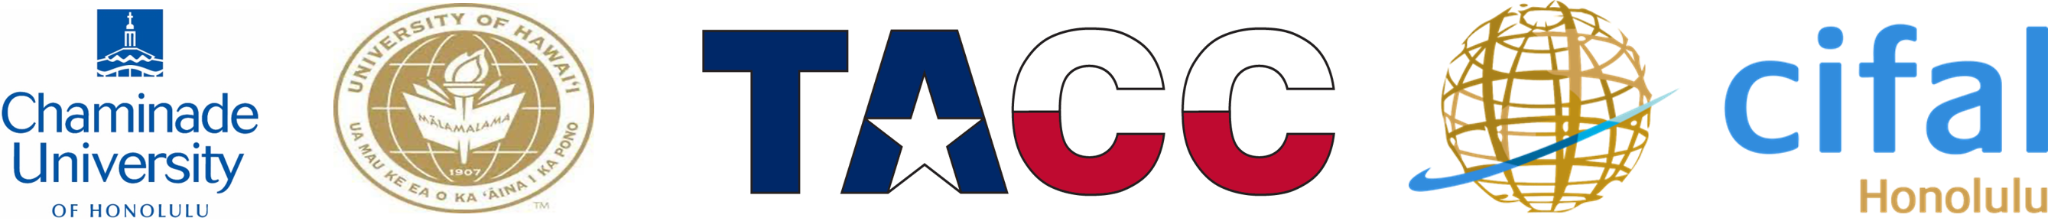 Chaminade
University
OF HONOLULU
UNIVERSITY OF HAWAI‘I
MĀLAMALAMA
1907
UA MAU KE EA O KA ‘ĀINA I KA PONO
TM
TACC
cifal
Honolulu